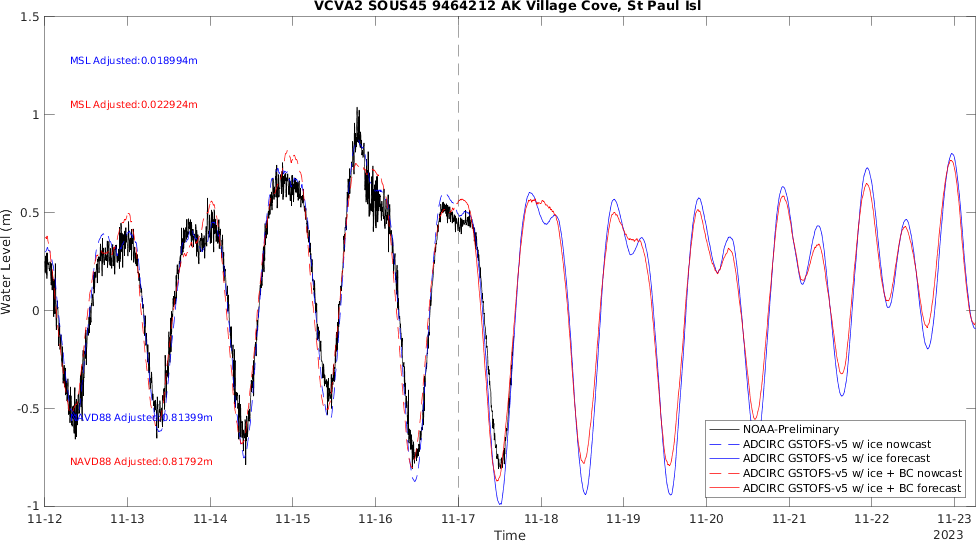 VCVA2 SOUS45 9464212 AK Village Cove, St Paul Isl
1.5
1
0.5
0
-0.5
-1
Water Level (m)
MSL Adjusted:0.018994m
MSL Adjusted:0.022924m
NAVD88 Adjusted:0.81399m
NAVD88 Adjusted:0.81792m
NOAA-Preliminary
ADCIRC GSTOFS-v5 w/ ice nowcast
ADCIRC GSTOFS-v5 w/ ice forecast
ADCIRC GSTOFS-v5 w/ ice + BC nowcast
ADCIRC GSTOFS-v5 w/ ice + BC forecast
11-12 11-13 11-14 11-15 11-16 11-17 11-18 11-19 11-20 11-21 11-22 11-23
Time
2023